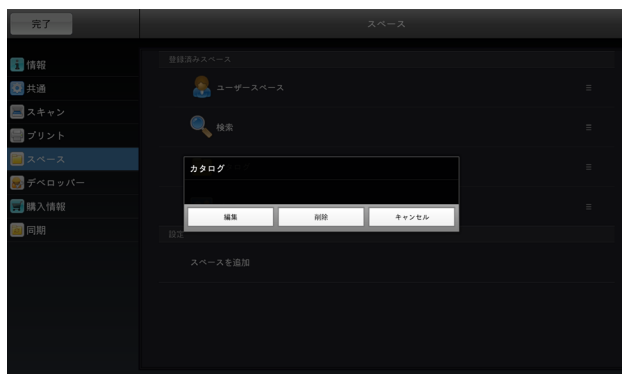 完了
スペース
情報
共通
スキャン
プリント
スペース
デベロッパー
購入情報
同期
登録済みスペース
ユーザースペース
検索
カタログ
編集
削除
キャンセル
設定
スペースを追加